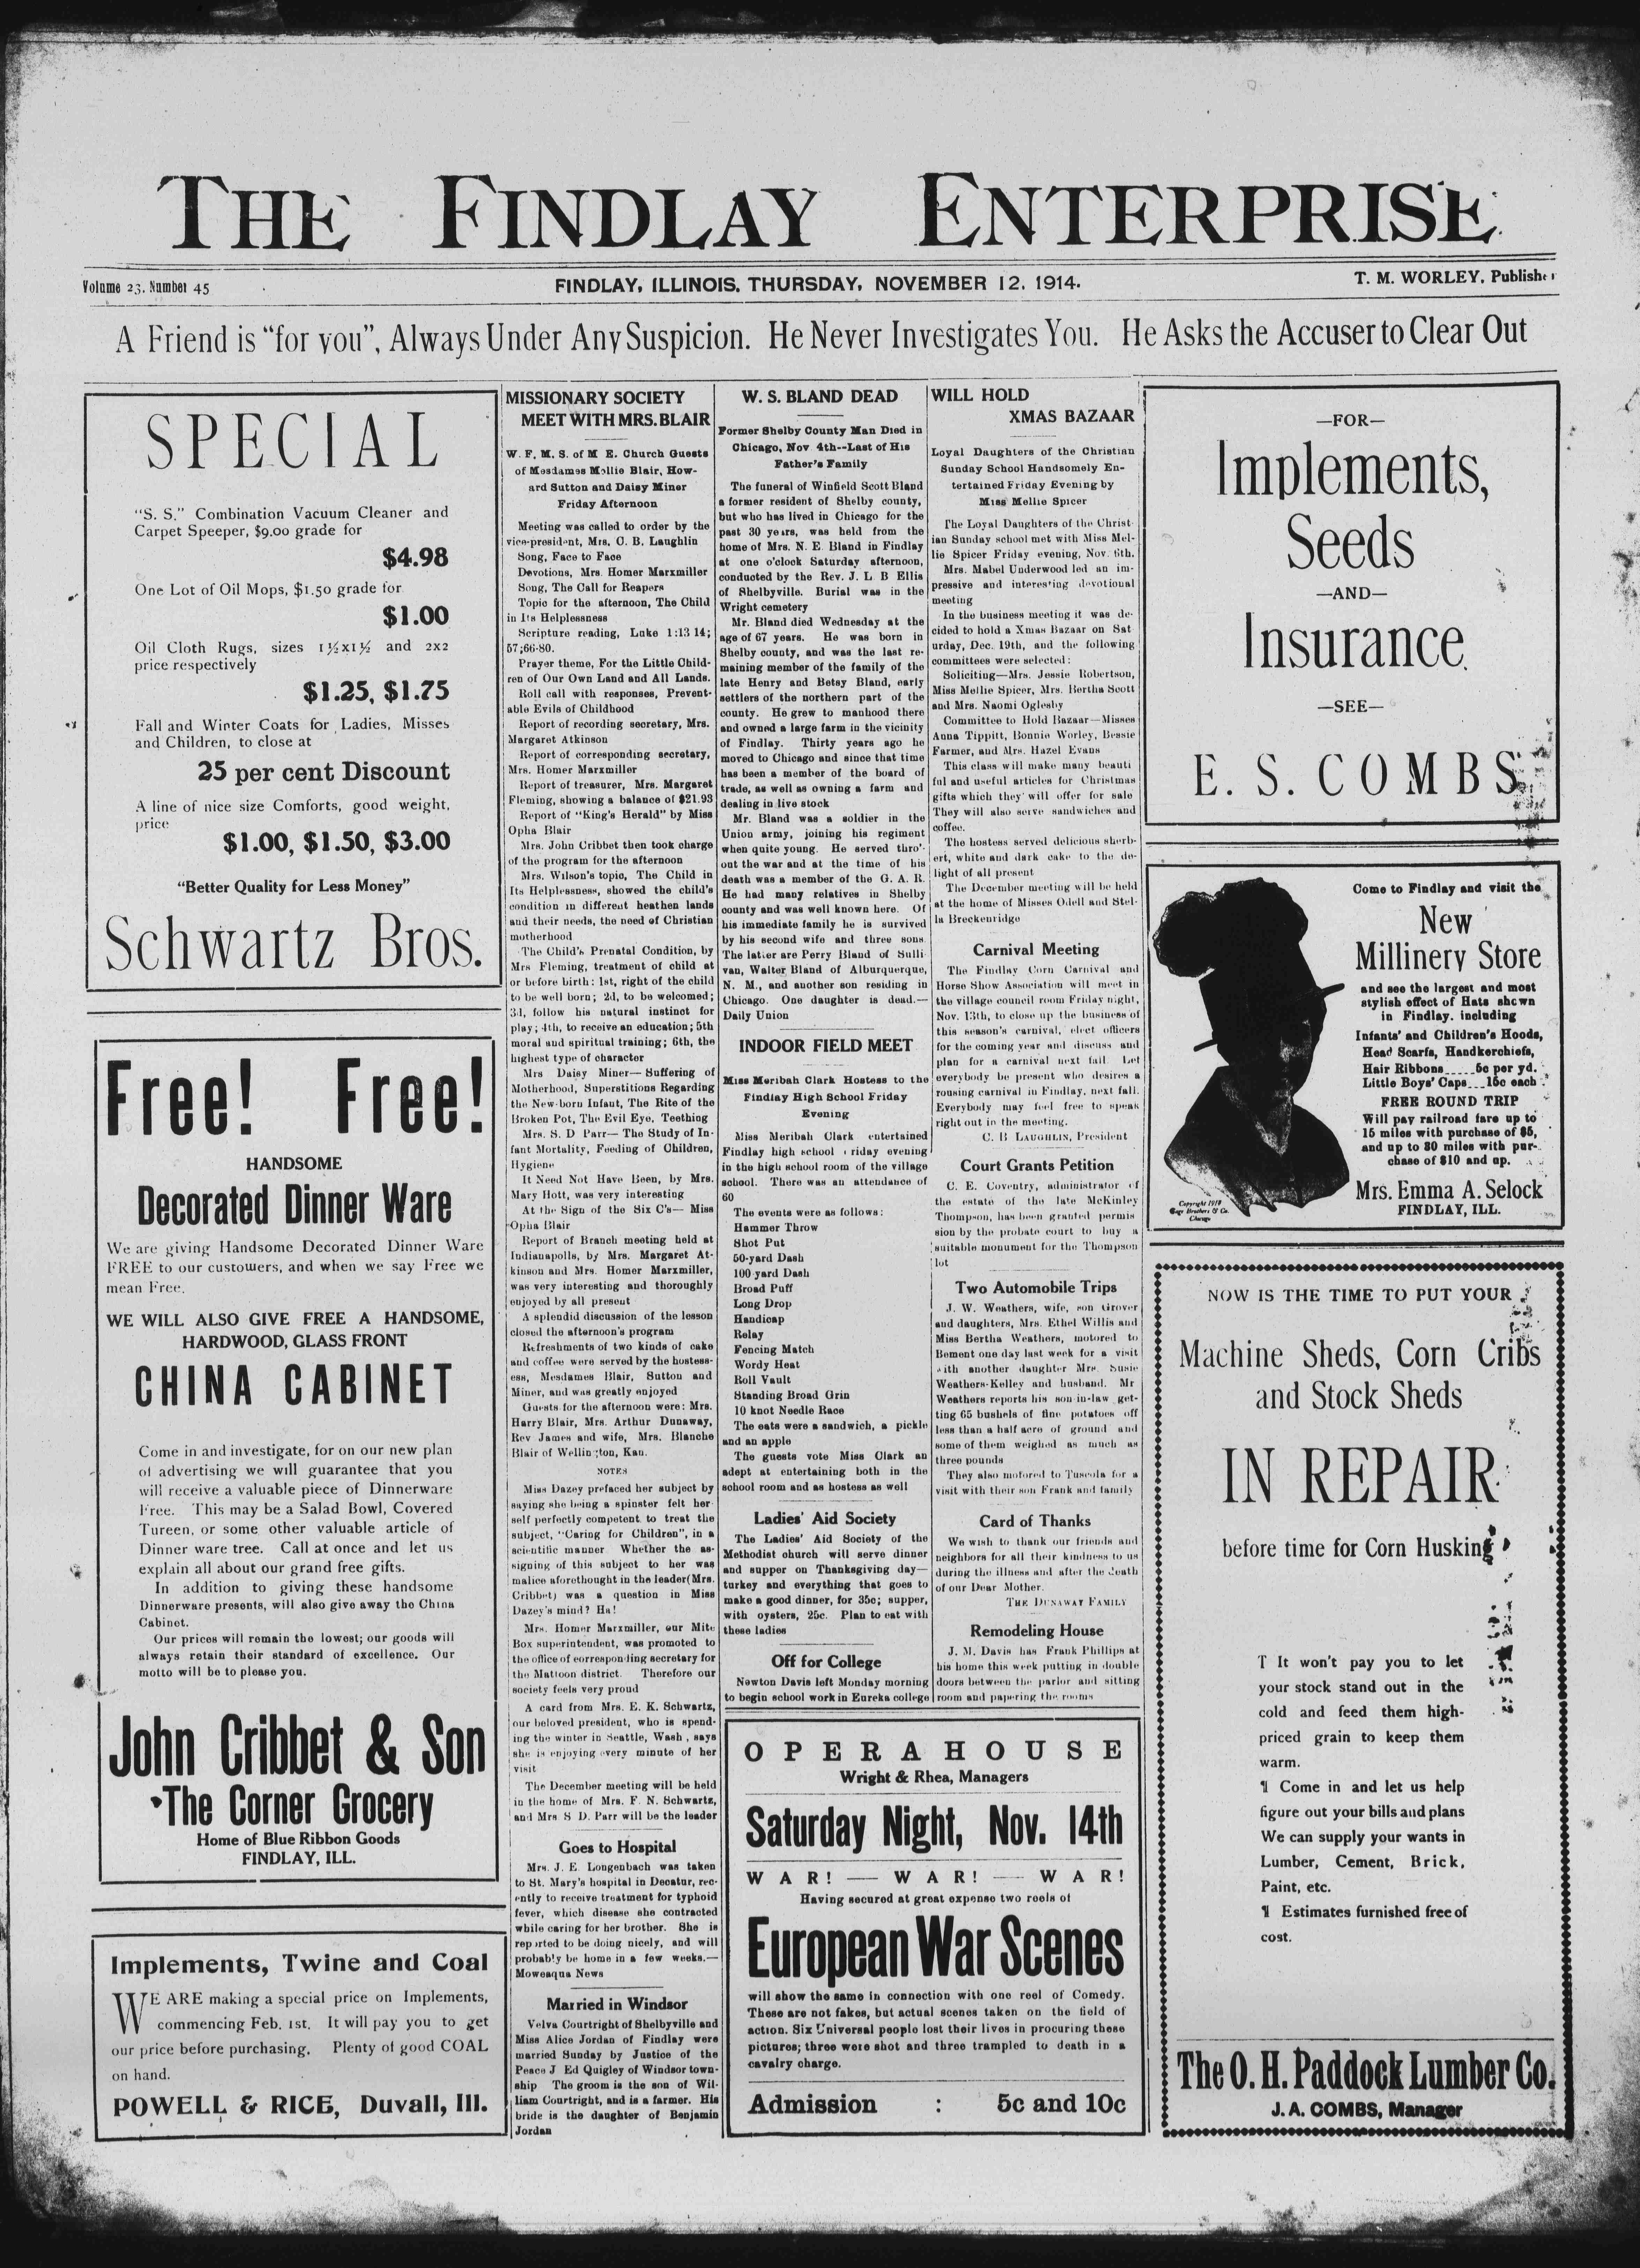 THE FINDLAY ENTERPRISE
Volume 23, Number 45
FINDLAY, ILLINOIS, THURSDAY, NOVEMBER 12, 1914.
T. M. WORLEY, Publisher
A Friend is "for you", Always Under Any Suspicion. He Never Investigates You. He Asks the Accuser to Clear Out
SPECIAL
"S. S." Combination Vacuum Cleaner and
Carpet Speeper, $9.00 grade for
$4.98
One Lot of Oil Mops, $1.50 grade for
$1.00
Oil Cloth Rugs, sizes 1½x1½ and 2x2
price respectively
$1.25, $1.75
Fall and Winter Coats for Ladies, Misses
and Children, to close at
25 per cent Discount
A line of nice size Comforts, good weight,
price
$1.00, $1.50, $3.00
"Better Quality for Less Money"
Schwartz Bros.
Free! Free!
HANDSOME
Decorated Dinner Ware
We are giving Handsome Decorated Dinner Ware
FREE to our customers, and when we say Free we
mean Free.
WE WILL ALSO GIVE FREE A HANDSOME,
HARDWOOD, GLASS FRONT
CHINA CABINET
Come in and investigate, for on our new plan
of advertising we will guarantee that you
will receive a valuable piece of Dinnerware
Free. This may be a Salad Bowl, Covered
Tureen, or some other valuable article of
Dinner ware tree. Call at once and let us
explain all about our grand free gifts.
In addition to giving these handsome
Dinnerware presents, will also give away the China
Cabinet.
Our prices will remain the lowest; our goods will
always retain their standard of excellence. Our
motto will be to please you.
John Cribbet & Son
The Corner Grocery
Home of Blue Ribbon Goods
FINDLAY, ILL.
Implements, Twine and Coal
WE ARE making a special price on Implements,
commencing Feb. 1st. It will pay you to get
our price before purchasing. Plenty of good COAL
on hand.
POWELL & RICE, Duvall, Ill.
MISSIONARY SOCIETY
MEET WITH MRS. BLAIR
W. F. M. S. of M E. Church Guests
of Mesdames Mollie Blair, How-
ard Sutton and Daisy Miner
Friday Afternoon
Meeting was called to order by the
vice-president, Mrs. O. B. Laughlin
Song, Face to Face
Devotions, Mrs. Homer Marxmiller
Song, The Call for Reapers
Topic for the afternoon, The Child
in Its Helplessness
Scripture reading, Luke 1:13 14;
57;66-80.
Prayer theme, For the Little Child-
ren of Our Own Land and All Lands.
Roll call with responses, Prevent-
able Evils of Childhood
Report of recording secretary, Mrs.
Margaret Atkinson
Report of corresponding secretary,
Mrs. Homer Marxmiller
Report of treasurer, Mrs. Margaret
Fleming, showing a balance of $21.93
Report of "King's Herald" by Miss
Opha Blair
Mrs. John Cribbet then took charge
of the program for the afternoon
Mrs. Wilson's topic, The Child in
Its Helplessness, showed the child's
condition in different heathen lands
and their needs, the need of Christian
motherhood
The Child's Prenatal Condition, by
Mrs Fleming, treatment of child at
or before birth: 1st, right of the child
to be well born; 2d, to be welcomed;
3d, follow his natural instinct for
play; 4th, to receive an education; 5th
moral and spiritual training; 6th, the
highest type of character
Mrs Daisy Miner—Suffering of
Motherhood, Superstitions Regarding
the New-born Infant, The Rite of the
Broken Pot, The Evil Eye, Teething
Mrs. S. D Parr—The Study of In-
fant Mortality, Feeding of Children,
Hygiene
It Need Not Have Been, by Mrs.
Mary Hott, was very interesting
At the Sign of the Six C's—Miss
Opha Blair
Report of Branch meeting held at
Indianapolis, by Mrs. Margaret At-
kinson and Mrs. Homer Marxmiller,
was very interesting and thoroughly
enjoyed by all present
A splendid discussion of the lesson
closed the afternoon's program
Refreshments of two kinds of cake
and coffee were served by the hostess-
ess, Mesdames Blair, Sutton and
Miner, and was greatly enjoyed
Guests for the afternoon were: Mrs.
Harry Blair, Mrs. Arthur Dunaway,
Rev James and wife, Mrs. Blanche
Blair of Wellington, Kan.
NOTES
Miss Dazey prefaced her subject by
saying she being a spinster felt her
self perfectly competent to treat the
subject, "Caring for Children", in a
scientific manner Whether the as-
signing of this subject to her was
malice aforethought in the leader(Mrs.
Cribbet) was a question in Miss
Dazey's mind? Ha!
Mrs. Homer Marxmiller, our Mite
Box superintendent, was promoted to
the office of corresponding secretary for
the Mattoon district. Therefore our
society feels very proud
A card from Mrs. E. K. Schwartz,
our beloved president, who is spend-
ing the winter in Seattle, Wash , says
she is enjoying every minute of her
visit
The December meeting will be held
in the home of Mrs. F. N. Schwartz,
and Mrs S D. Parr will be the leader
Goes to Hospital
Mrs. J. E. Longenbach was taken
to St. Mary's hospital in Decatur, rec-
ently to receive treatment for typhoid
fever, which disease she contracted
while caring for her brother. She is
reported to be doing nicely, and will
probably be home in a few weeks.—
Moweaqua News
Married in Windsor
Velva Courtright of Shelbyville and
Miss Alice Jordan of Findlay were
married Sunday by Justice of the
Peace J Ed Quigley of Windsor town-
ship The groom is the son of Wil-
liam Courtright, and is a farmer. His
bride is the daughter of Benjamin
Jordan
W. S. BLAND DEAD
Former Shelby County Man Died in
Chicago, Nov 4th--Last of His
Father's Family
The funeral of Winfield Scott Bland
a former resident of Shelby county,
but who has lived in Chicago for the
past 30 years, was held from the
home of Mrs. N. E. Bland in Findlay
at one o'clock Saturday afternoon,
conducted by the Rev. J. L B Ellis
of Shelbyville. Burial was in the
Wright cemetery
Mr. Bland died Wednesday at the
age of 67 years. He was born in
Shelby county, and was the last re-
maining member of the family of the
late Henry and Betsy Bland, early
settlers of the northern part of the
county. He grew to manhood there
and owned a large farm in the vicinity
of Findlay. Thirty years ago he
moved to Chicago and since that time
has been a member of the board of
trade, as well as owning a farm and
dealing in live stock
Mr. Bland was a soldier in the
Union army, joining his regiment
when quite young. He served thro'-
out the war and at the time of his
death was a member of the G. A. R.
He had many relatives in Shelby
county and was well known here. Of
his immediate family he is survived
by his second wife and three sons
The latter are Perry Bland of Sulli
van, Walter Bland of Alburquerque,
N. M., and another son residing in
Chicago. One daughter is dead.—
Daily Union
INDOOR FIELD MEET
Miss Meribah Clark Hostess to the
Findlay High School Friday
Evening
Miss Meribah Clark entertained
Findlay high school riday evening
in the high school room of the village
school. There was an attendance of
60
The events were as follows:
Hammer Throw
Shot Put
50-yard Dash
100 yard Dash
Broad Puff
Long Drop
Handicap
Relay
Fencing Match
Wordy Heat
Roll Vault
Standing Broad Grin
10 knot Needle Race
The eats were a sandwich, a pickle
and an apple
The guests vote Miss Clark an
adept at entertaining both in the
school room and as hostess as well
Ladies' Aid Society
The Ladies' Aid Society of the
Methodist church will serve dinner
and supper on Thanksgiving day—
turkey and everything that goes to
make a good dinner, for 35c; supper,
with oysters, 25c. Plan to eat with
these ladies
Off for College
Newton Davis left Monday morning
to begin school work in Eureka college
WILL HOLD
XMAS BAZAAR
Loyal Daughters of the Christian
Sunday School Handsomely En-
tertained Friday Evening by
Miss Mellie Spicer
The Loyal Daughters of the Christ-
ian Sunday school met with Miss Mel-
lie Spicer Friday evening, Nov. 6th.
Mrs. Mabel Underwood led an im-
pressive and interesting devotional
meeting
In the business meeting it was de-
cided to hold a Xmas Bazaar on Sat
urday, Dec. 19th, and the following
committees were selected:
Soliciting—Mrs. Jessie Robertson,
Miss Mellie Spicer, Mrs. Bertha Scott
and Mrs. Naomi Oglesby
Committee to Hold Bazaar—Misses
Anna Tippitt, Bonnie Worley, Bessie
Farmer, and Mrs. Hazel Evans
This class will make many beauti
ful and useful articles for Christmas
gifts which they will offer for sale
They will also serve sandwiches and
coffee.
The hostess served delicious sherb-
ert, white and dark cake to the de-
light of all present
The December meeting will be held
at the home of Misses Odell and Stel-
la Breckenridge
Carnival Meeting
The Findlay Corn Carnival and
Horse Show Association will meet in
the village council room Friday night,
Nov. 13th, to close up the business of
this season's carnival, elect officers
for the coming year and discuss and
plan for a carnival next fall. Let
everybody be present who desires a
rousing carnival in Findlay, next fall.
Everybody may feel free to speak
right out in the meeting.
C. B LAUGHLIN, President
Court Grants Petition
C. E. Coventry, administrator of
the estate of the late McKinley
Thompson, has been granted permis
sion by the probate court to buy a
suitable monument for the Thompson
lot
Two Automobile Trips
J. W. Weathers, wife, son Grover
and daughters, Mrs. Ethel Willis and
Miss Bertha Weathers, motored to
Bement one day last week for a visit
with another daughter Mrs. Susie
Weathers-Kelley and husband. Mr
Weathers reports his son-in-law get-
ting 65 bushels of fine potatoes off
less than a half acre of ground and
some of them weighed as much as
three pounds
They also motored to Tuscola for a
visit with their son Frank and family
Card of Thanks
We wish to thank our friends and
neighbors for all their kindness to us
during the illness and after the death
of our Dear Mother.
THE DUNAWAY FAMILY
Remodeling House
J. M. Davis has Frank Phillips at
his home this week putting in double
doors between the parlor and sitting
room and papering the rooms
OPERA HOUSE
Wright & Rhea, Managers
Saturday Night, Nov. 14th
WAR! — WAR! — WAR!
Having secured at great expense two reels of
European War Scenes
will show the same in connection with one reel of Comedy.
These are not fakes, but actual scenes taken on the field of
action. Six Universal people lost their lives in procuring these
pictures; three were shot and three trampled to death in a
cavalry charge.
Admission : 5c and 10c
—FOR—
Implements,
Seeds
—AND—
Insurance
—SEE—
E. S. COMBS
Come to Findlay and visit the
New
Millinery Store
and see the largest and most
stylish effect of Hats shown
in Findlay. including
Infants' and Children's Hoods,
Head Scarfs, Handkerchiefs,
Hair Ribbons.....5c per yd.
Little Boys' Caps...15c each
FREE ROUND TRIP
Will pay railroad fare up to
15 miles with purchase of $5,
and up to 30 miles with pur-
chase of $10 and up.
Mrs. Emma A. Selock
FINDLAY, ILL.
Gage Brothers & Co.
Chicago
NOW IS THE TIME TO PUT YOUR
Machine Sheds, Corn Cribs
and Stock Sheds
IN REPAIR
before time for Corn Husking
It won't pay you to let
your stock stand out in the
cold and feed them high-
priced grain to keep them
warm.
¶ Come in and let us help
figure out your bills and plans
We can supply your wants in
Lumber, Cement, Brick,
Paint, etc.
¶ Estimates furnished free of
cost.
The O. H. Paddock Lumber Co.
J. A. COMBS, Manager